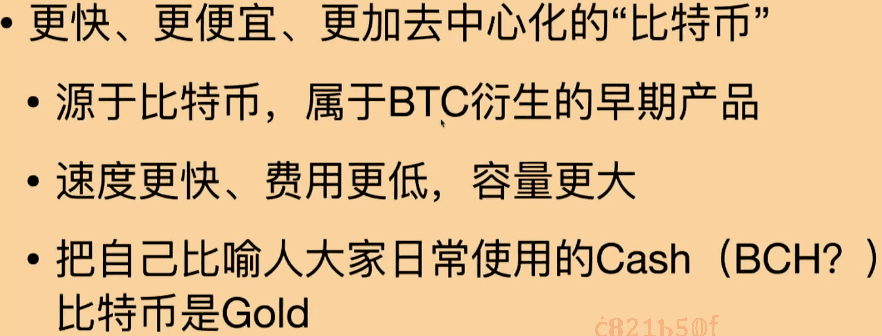 • 更快、更便宜、更加去中心化的“比特币”
• 源于比特币，属于BTC衍生的早期产品
• 速度更快、费用更低，容量更大
• 把自己比喻人大家日常使用的Cash（BCH？）
比特币是Gold